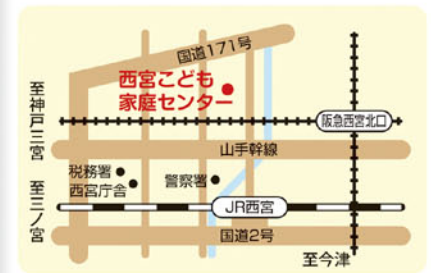 国道171号
西宮こども
家庭センター
至神戸三宮
阪急西宮北口
山手幹線
税務署
西宮庁舎
警察署
至三ノ宮
JR西宮
国道2号
至今津